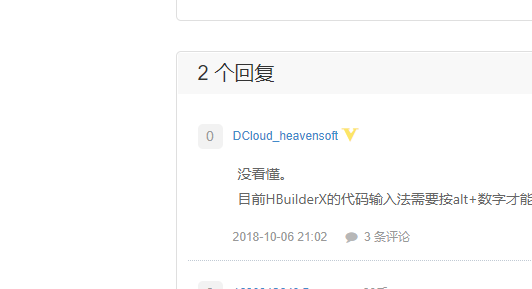 2 个回复
0 DCloud_heavensoft
没看懂。
目前HBuilderX的代码输入法需要按alt+数字才能
2018-10-06 21:02 3 条评论